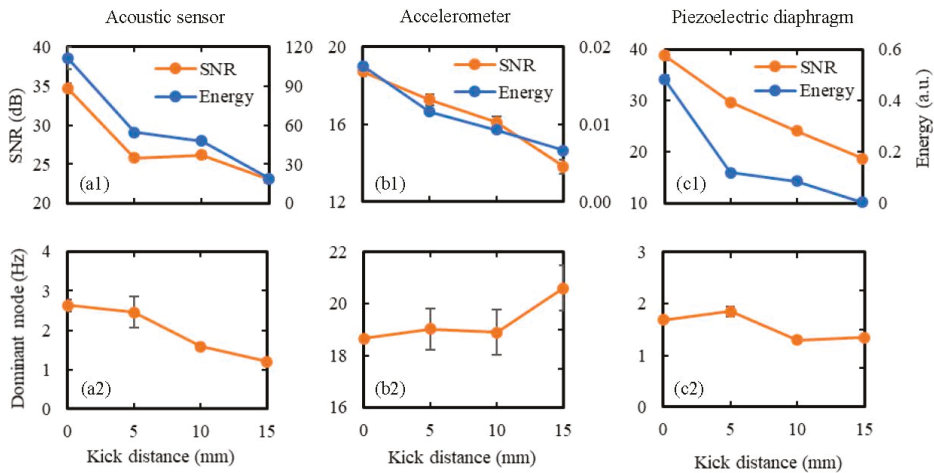 Acoustic sensor
Accelerometer
Piezoelectric diaphragm
SNR (dB)
40
35
30
25
20
SNR
Energy
(a1)
120
90
60
30
0
20
16
12
SNR
Energy
(b1)
0.02
0.01
0.00
40
30
20
10
SNR
Energy
(c1)
0.6
0.4
0.2
0
Energy (a.u.)
Dominant mode (Hz)
4
3
2
1
0
(a2)
0 5 10 15
Kick distance (mm)
22
20
18
16
(b2)
0 5 10 15
Kick distance (mm)
3
2
1
0
(c2)
0 5 10 15
Kick distance (mm)